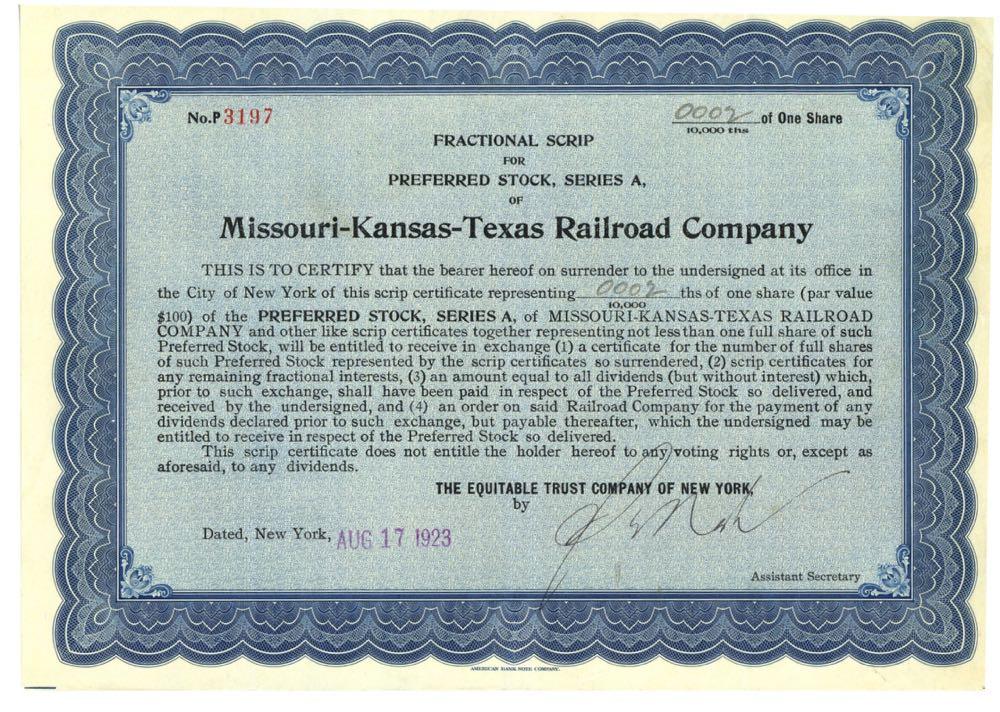 No.P 3197
0002 of One Share
10,000 ths
FRACTIONAL SCRIP
FOR
PREFERRED STOCK, SERIES A,
OF
Missouri-Kansas-Texas Railroad Company
THIS IS TO CERTIFY that the bearer hereof on surrender to the undersigned at its office in
the City of New York of this scrip certificate representing 0002 ths of one share (par value
10,000
$100) of the PREFERRED STOCK, SERIES A, of MISSOURI-KANSAS-TEXAS RAILROAD
COMPANY and other like scrip certificates together representing not less than one full share of such
Preferred Stock, will be entitled to receive in exchange (1) a certificate for the number of full shares
of such Preferred Stock represented by the scrip certificates so surrendered, (2) scrip certificates for
any remaining fractional interests, (3) an amount equal to all dividends (but without interest) which,
prior to such exchange, shall have been paid in respect of the Preferred Stock so delivered, and
received by the undersigned, and (4) an order on said Railroad Company for the payment of any
dividends declared prior to such exchange, but payable thereafter, which the undersigned may be
entitled to receive in respect of the Preferred Stock so delivered.
This scrip certificate does not entitle the holder hereof to any voting rights or, except as
aforesaid, to any dividends.
THE EQUITABLE TRUST COMPANY OF NEW YORK,
by
Dated, New York, AUG 17 1923
Assistant Secretary
AMERICAN BANK NOTE COMPANY.